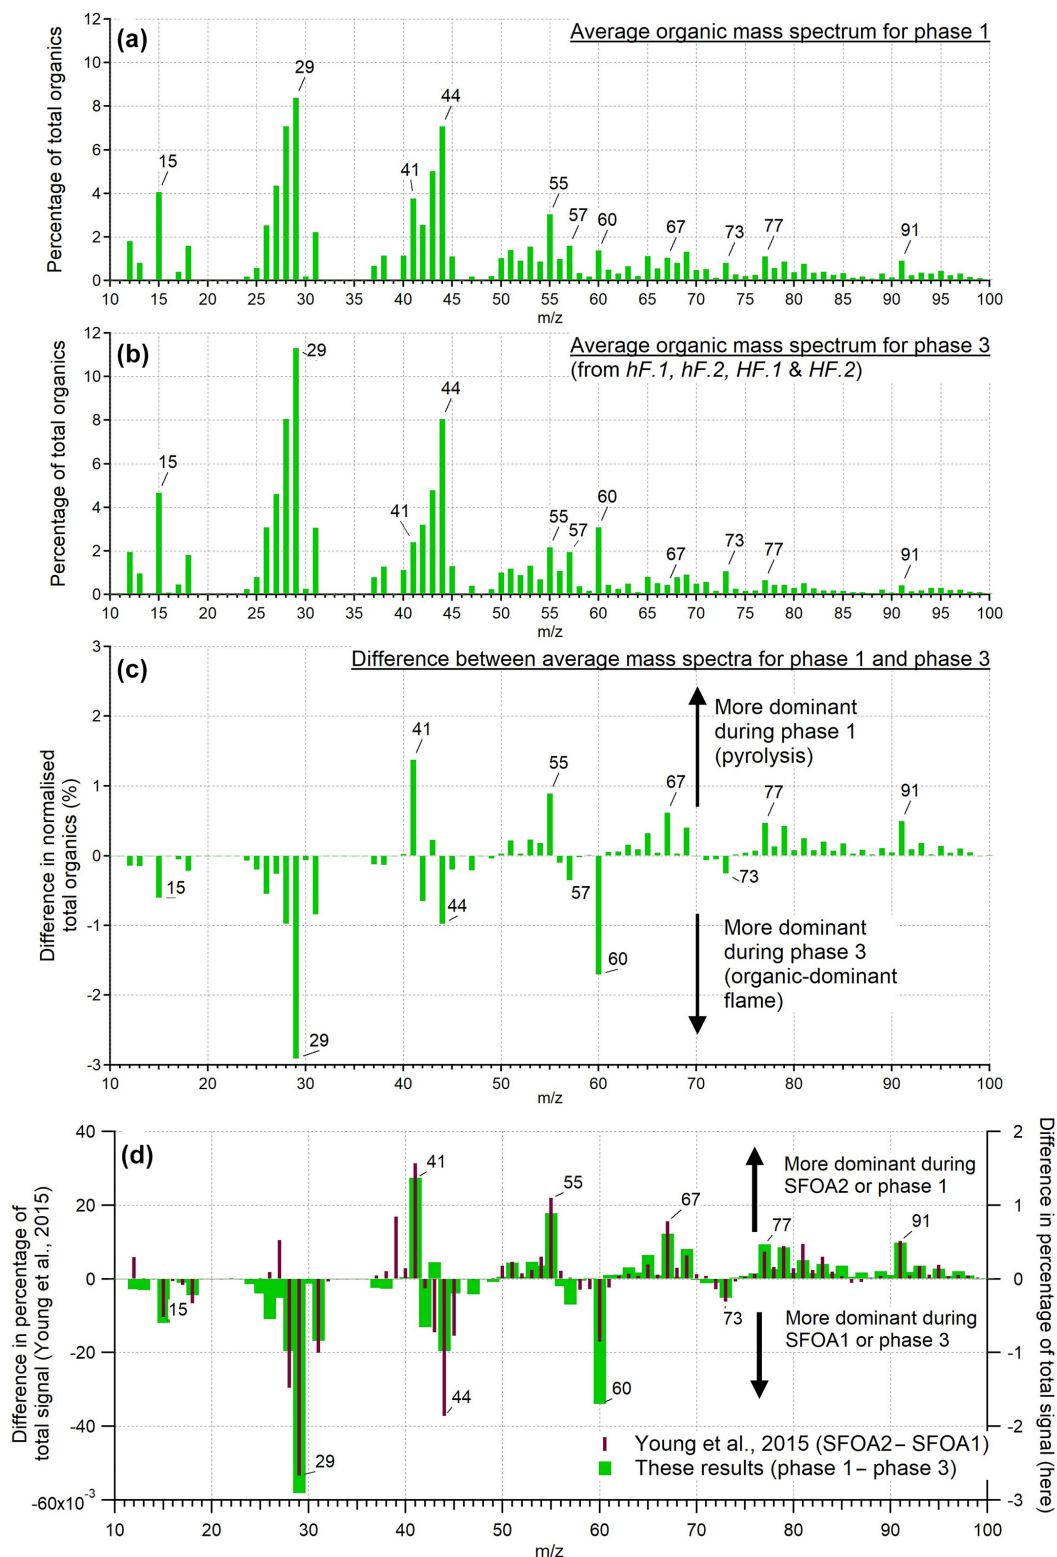 (a)
Average organic mass spectrum for phase 1
Percentage of total organics
12
10
8
6
4
2
0
15
29
41
44
55
57
60
67
73
77
91
10 15 20 25 30 35 40 45 50 55 60 65 70 75 80 85 90 95 100
m/z
(b)
Average organic mass spectrum for phase 3
(from hF.1, hF.2, HF.1 & HF.2)
Percentage of total organics
12
10
8
6
4
2
0
15
29
41
44
55
57
60
67
73
77
91
10 15 20 25 30 35 40 45 50 55 60 65 70 75 80 85 90 95 100
m/z
(c)
Difference between average mass spectra for phase 1 and phase 3
Difference in normalised
total organics (%)
3
2
1
0
-1
-2
-3
More dominant
during phase 1
(pyrolysis)
More dominant
during phase 3
(organic-dominant
flame)
15
29
41
44
55
57
60
67
73
77
91
10 20 30 40 50 60 70 80 90 100
m/z
(d)
Difference in percentage of
total signal (Young et al., 2015)
40
20
0
-20
-40
-60x10⁻³
15
29
41
44
55
60
67
73
77
91
More dominant during
SFOA2 or phase 1
More dominant during
SFOA1 or phase 3
Young et al., 2015 (SFOA2 – SFOA1)
These results (phase 1 – phase 3)
2
1
0
-1
-2
-3
Difference in percentage of total signal (here)
10 20 30 40 50 60 70 80 90 100
m/z